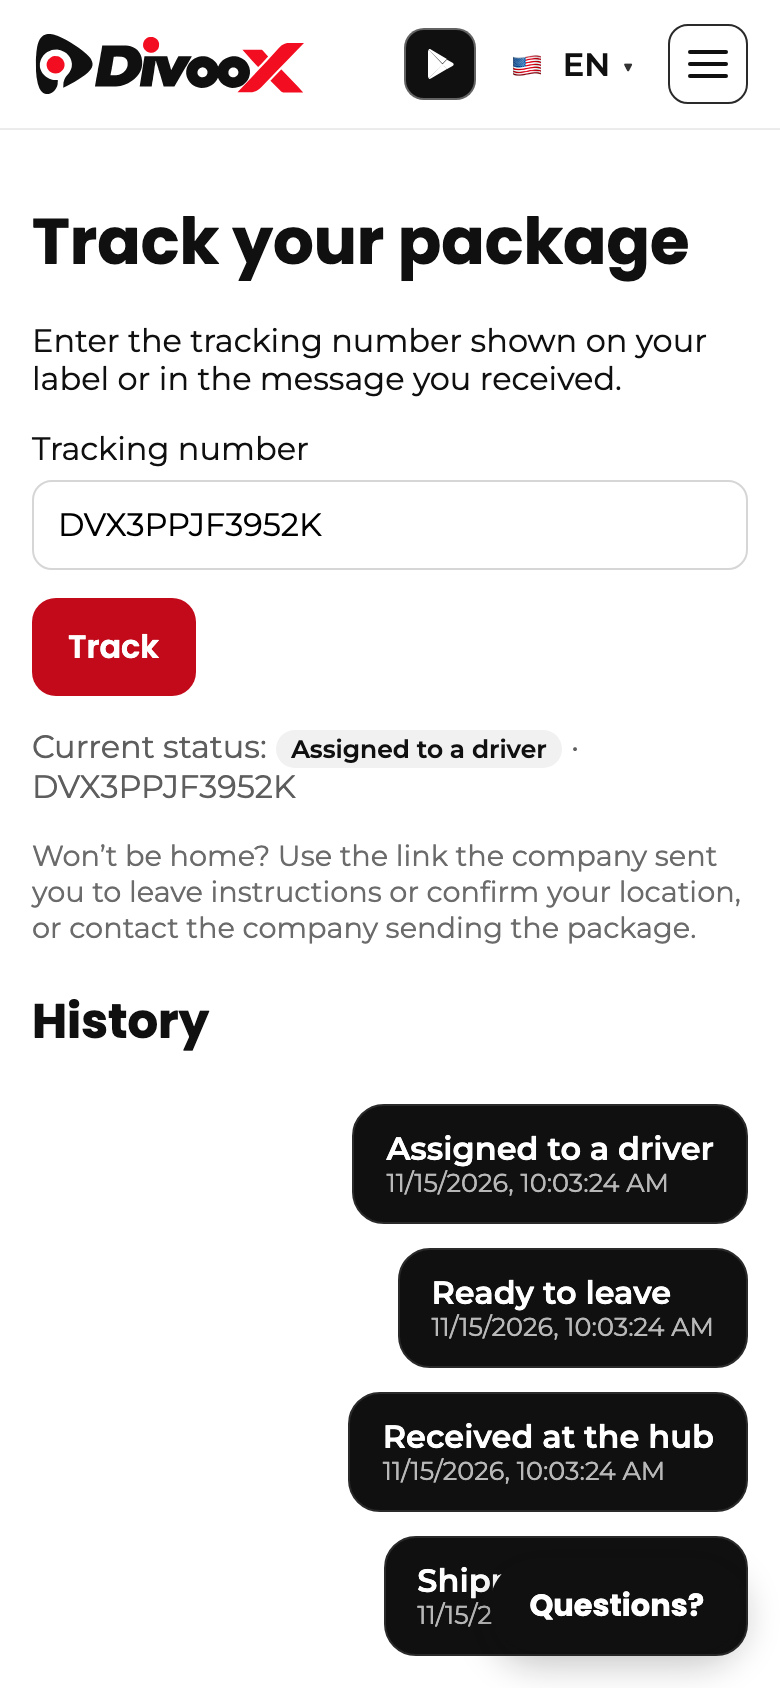 DivooX
EN
Track your package
Enter the tracking number shown on your
label or in the message you received.
Tracking number
DVX3PPJF3952K
Track
Current status: Assigned to a driver ·
DVX3PPJF3952K
Won’t be home? Use the link the company sent
you to leave instructions or confirm your location,
or contact the company sending the package.
History
Assigned to a driver
11/15/2026, 10:03:24 AM
Ready to leave
11/15/2026, 10:03:24 AM
Received at the hub
11/15/2026, 10:03:24 AM
11/15/2
Questions?